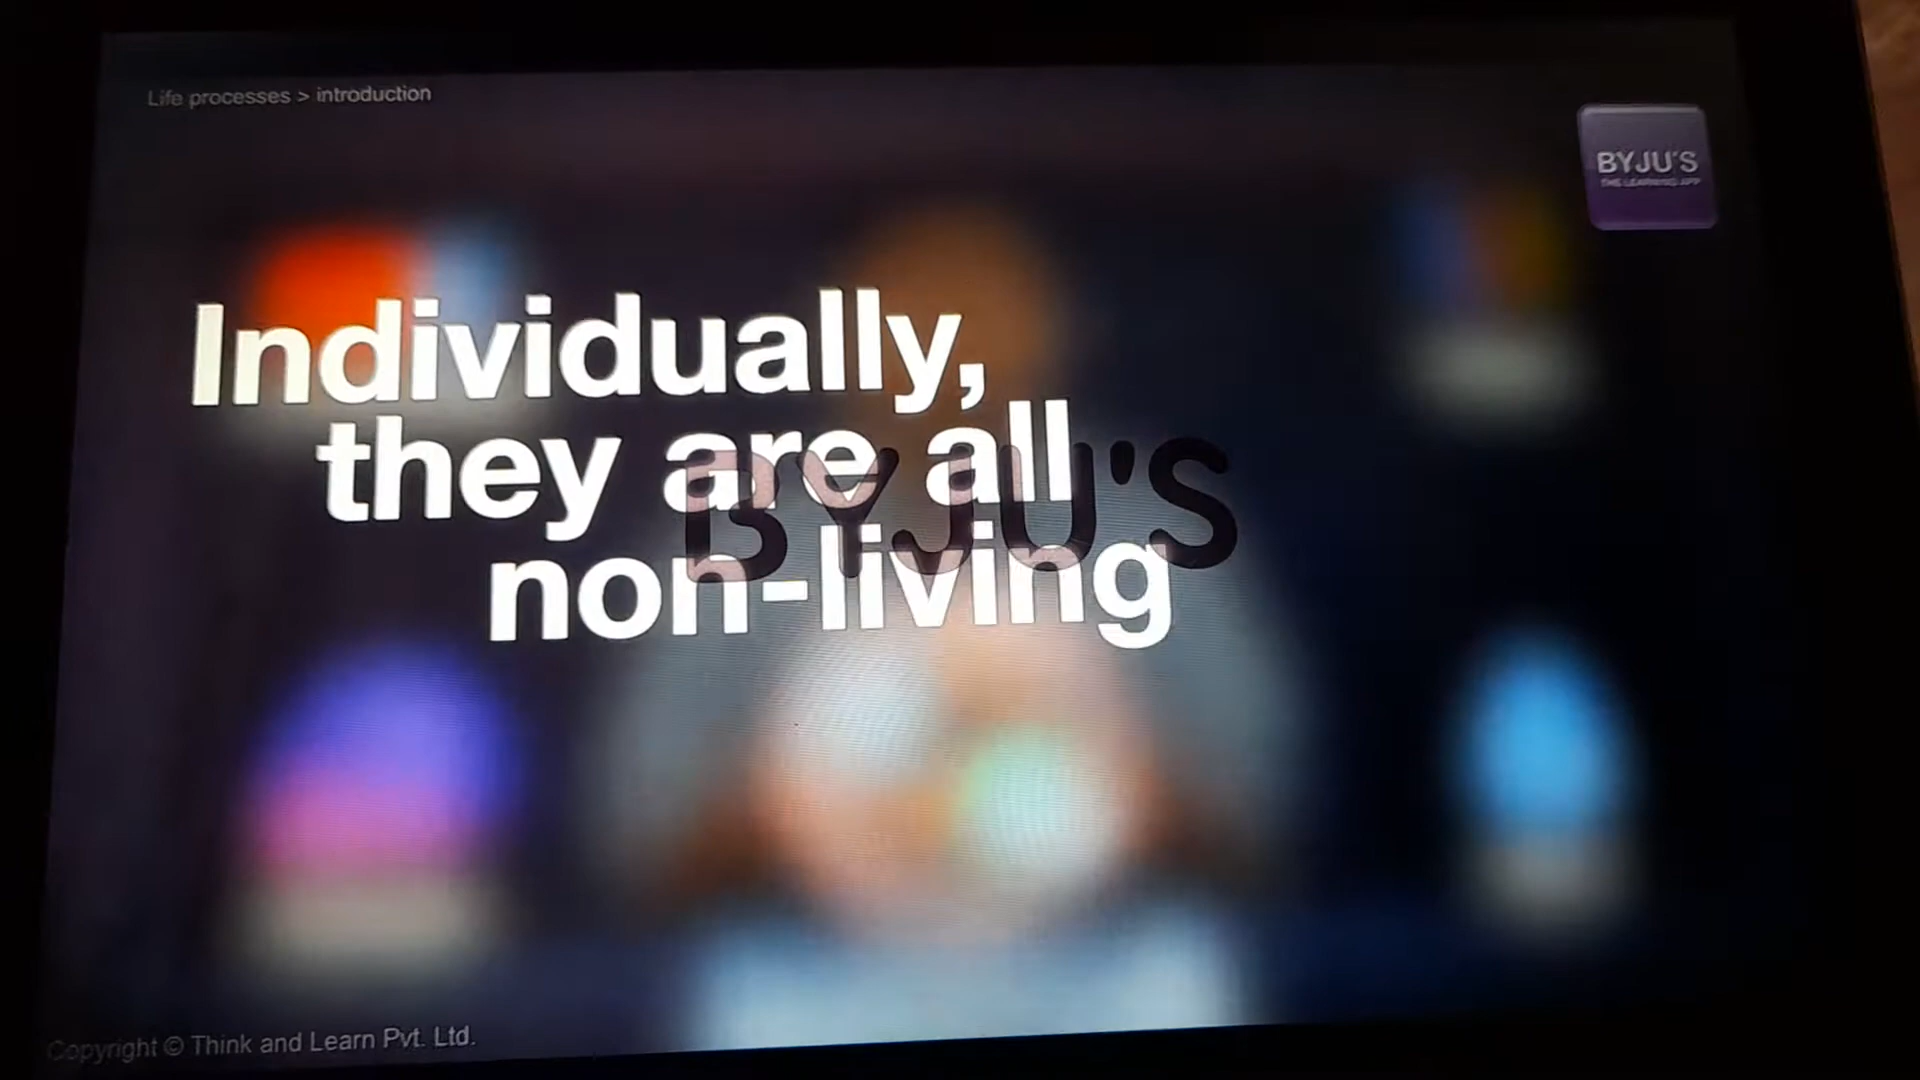 Life processes > introduction
BYJU'S
THE LEARNING APP
Individually,
they are all
non-living
BYJU'S
Copyright © Think and Learn Pvt. Ltd.